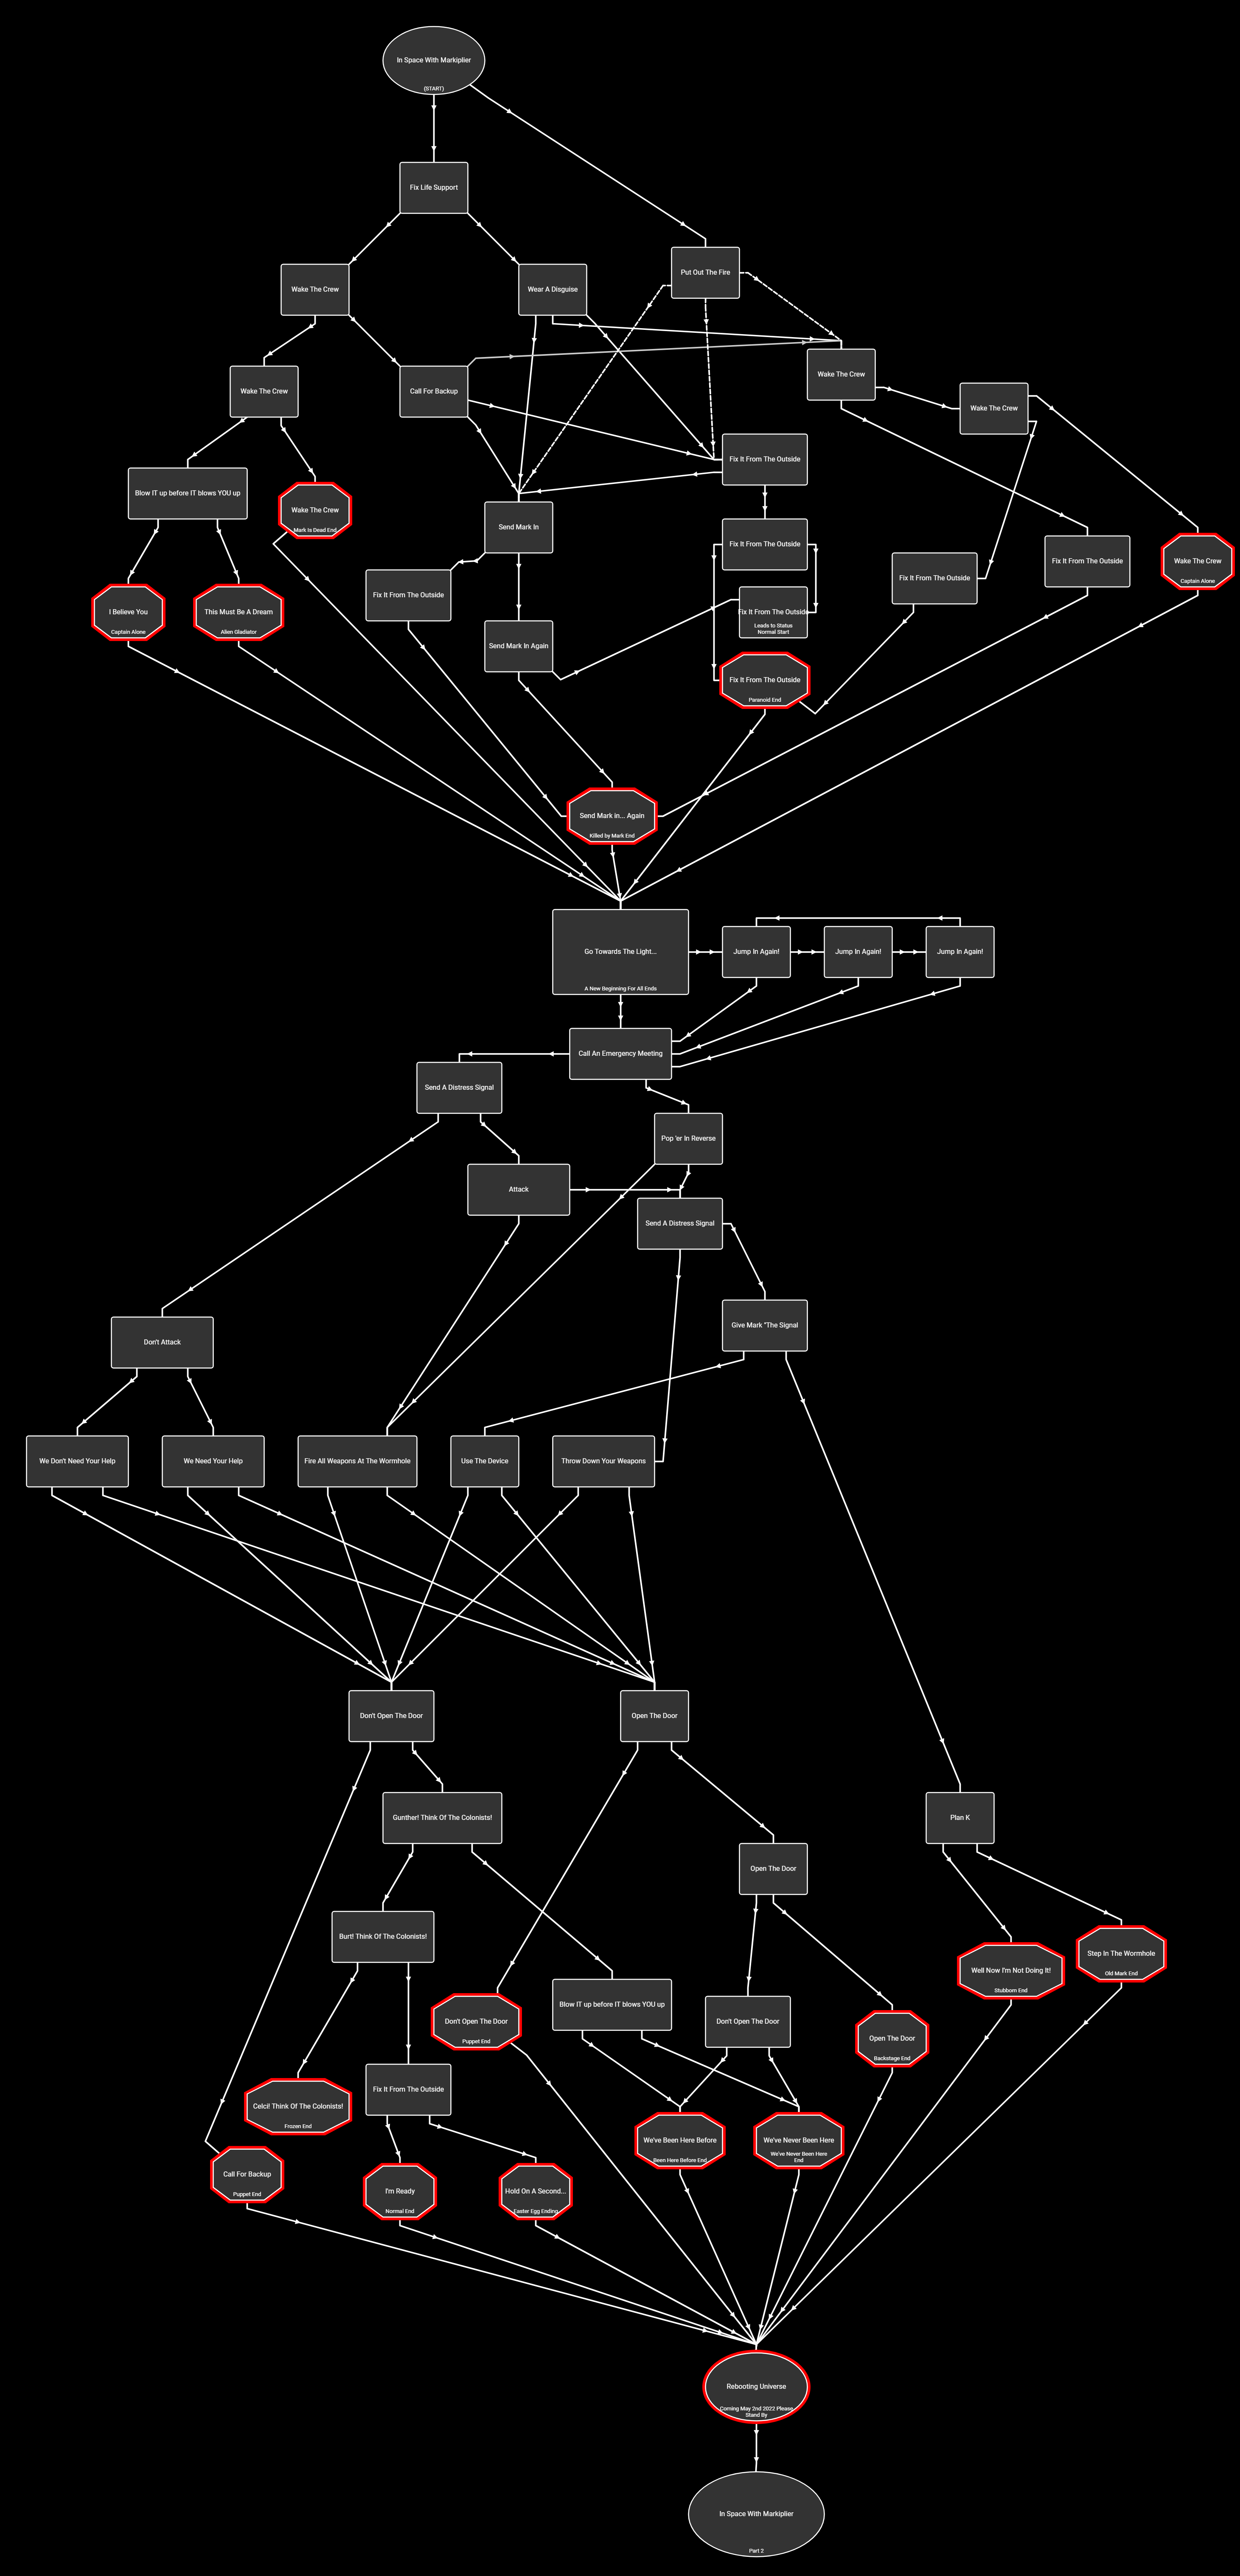 In Space With Markiplier
(START)
Fix Life Support
Put Out The Fire
Wake The Crew
Wear A Disguise
Wake The Crew
Wake The Crew
Call For Backup
Wake The Crew
Fix It From The Outside
Blow IT up before IT blows YOU up
Wake The Crew
Mark Is Dead End
Send Mark In
Fix It From The Outside
Fix It From The Outside
Wake The Crew
Captain Alone
Fix It From The Outside
Fix It From The Outside
I Believe You
Captain Alone
This Must Be A Dream
Alien Gladiator
Fix It From The Outside
Leads to Status
Normal Start
Send Mark In Again
Fix It From The Outside
Paranoid End
Send Mark in... Again
Killed by Mark End
Go Towards The Light...
A New Beginning For All Ends
Jump In Again!
Jump In Again!
Jump In Again!
Call An Emergency Meeting
Send A Distress Signal
Pop 'er In Reverse
Attack
Send A Distress Signal
Give Mark "The Signal
Don't Attack
We Don't Need Your Help
We Need Your Help
Fire All Weapons At The Wormhole
Use The Device
Throw Down Your Weapons
Don't Open The Door
Open The Door
Gunther! Think Of The Colonists!
Plan K
Open The Door
Burt! Think Of The Colonists!
Step In The Wormhole
Old Mark End
Well Now I'm Not Doing It!
Stubborn End
Blow IT up before IT blows YOU up
Don't Open The Door
Puppet End
Don't Open The Door
Open The Door
Backstage End
Fix It From The Outside
Celci! Think Of The Colonists!
Frozen End
We've Been Here Before
Been Here Before End
We've Never Been Here
We've Never Been Here
End
Call For Backup
Puppet End
I'm Ready
Normal End
Hold On A Second...
Easter Egg Ending
Rebooting Universe
Coming May 2nd 2022 Please
Stand By
In Space With Markiplier
Part 2